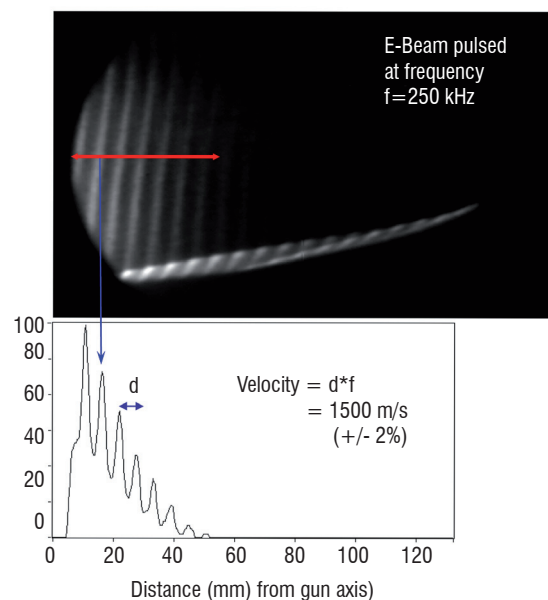 E-Beam pulsed
at frequency
f=250 kHz
100
80
60
40
20
0
d
Velocity = d*f
= 1500 m/s
(+/- 2%)
0 20 40 60 80 100 120
Distance (mm) from gun axis)